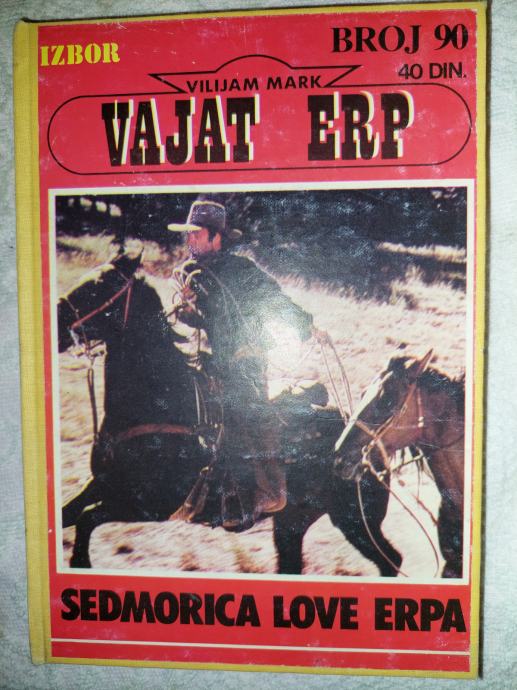 IZBOR
BROJ 90
40 DIN.
VILIJAM MARK
VAJAT ERP
SEDMORICA LOVE ERPA